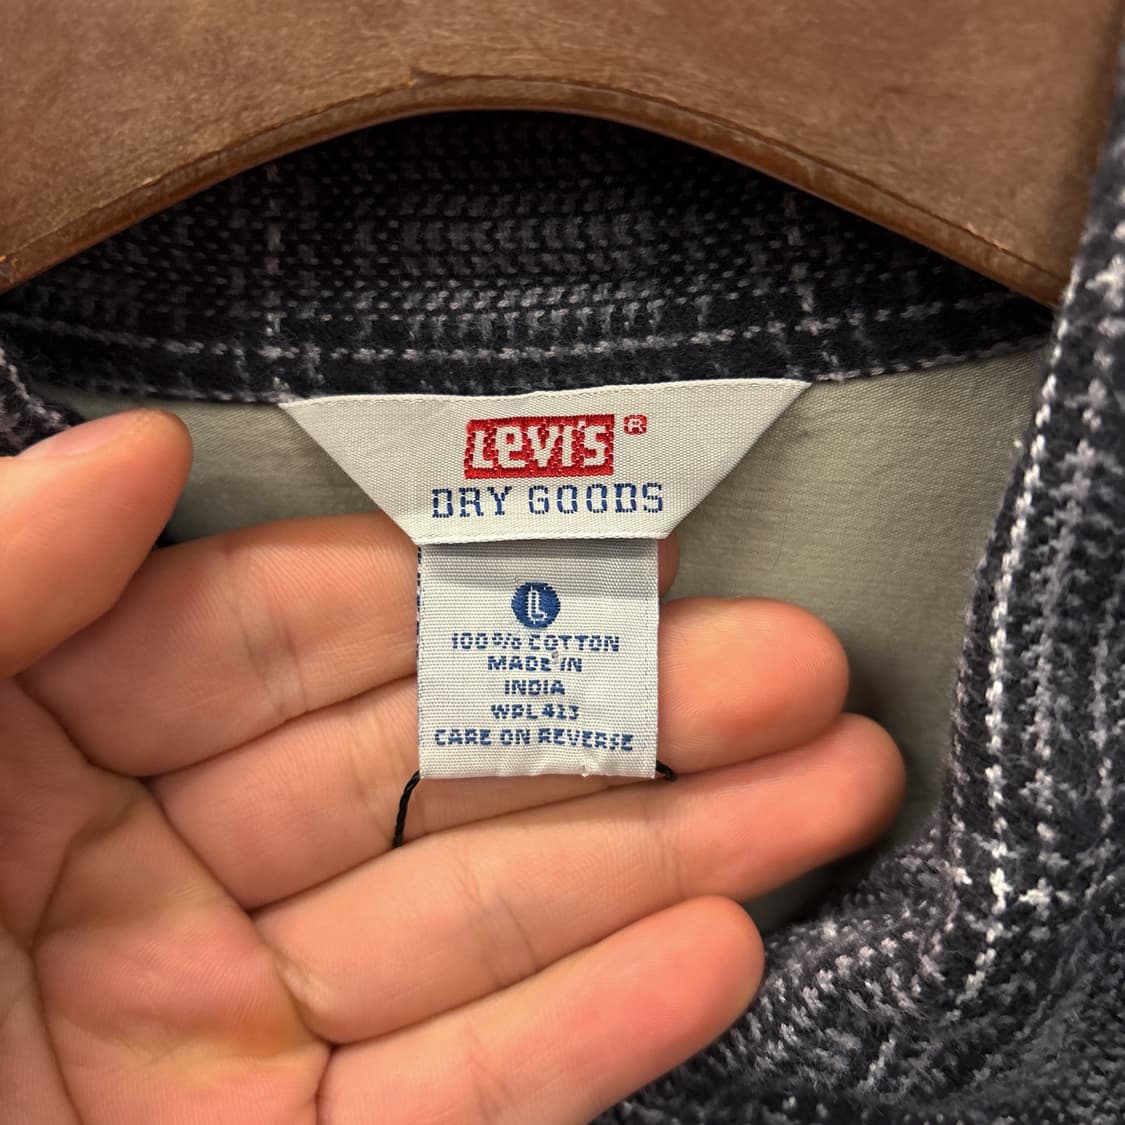 Levi's ®
DRY GOODS
L
100% COTTON
MADE IN
INDIA
WPL 413
CARE ON REVERSE